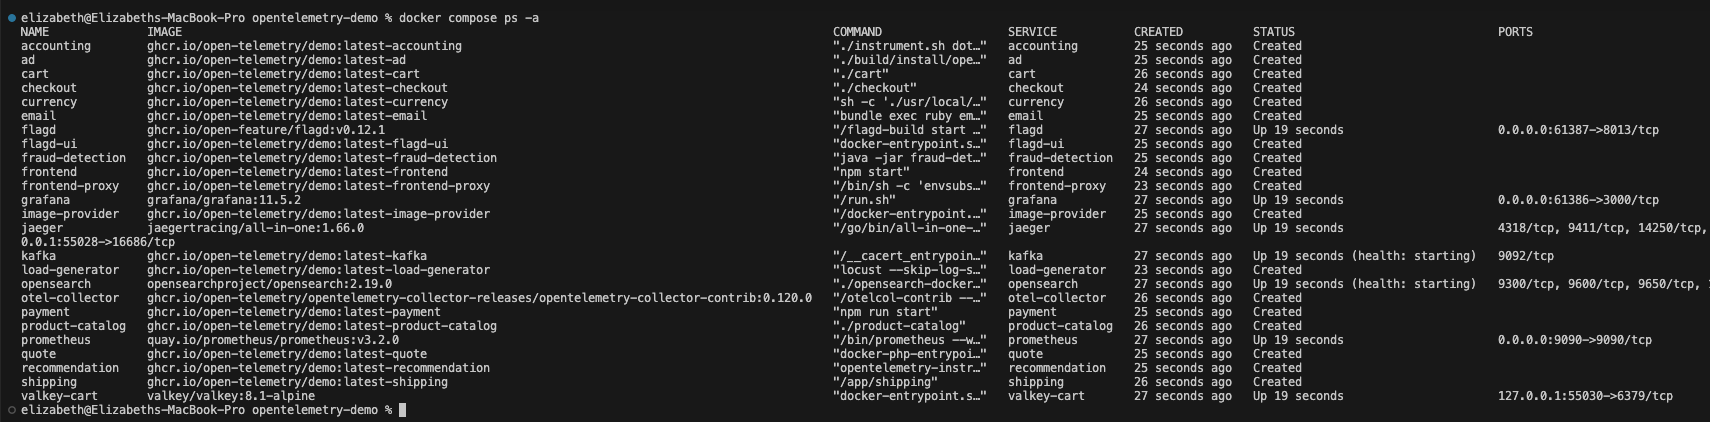 elizabeth@Elizabeths-MacBook-Pro opentelemetry-demo % docker compose ps -a
NAME IMAGE COMMAND SERVICE CREATED STATUS PORTS
accounting ghcr.io/open-telemetry/demo:latest-accounting "./instrument.sh dot…" accounting 25 seconds ago Created
ad ghcr.io/open-telemetry/demo:latest-ad "./build/install/ope…" ad 25 seconds ago Created
cart ghcr.io/open-telemetry/demo:latest-cart "./cart" cart 26 seconds ago Created
checkout ghcr.io/open-telemetry/demo:latest-checkout "./checkout" checkout 24 seconds ago Created
currency ghcr.io/open-telemetry/demo:latest-currency "sh -c './usr/local/…" currency 26 seconds ago Created
email ghcr.io/open-telemetry/demo:latest-email "bundle exec ruby em…" email 25 seconds ago Created
flagd ghcr.io/open-feature/flagd:v0.12.1 "/flagd-build start …" flagd 27 seconds ago Up 19 seconds 0.0.0.0:61387->8013/tcp
flagd-ui ghcr.io/open-telemetry/demo:latest-flagd-ui "docker-entrypoint.s…" flagd-ui 25 seconds ago Created
fraud-detection ghcr.io/open-telemetry/demo:latest-fraud-detection "java -jar fraud-det…" fraud-detection 25 seconds ago Created
frontend ghcr.io/open-telemetry/demo:latest-frontend "npm start" frontend 24 seconds ago Created
frontend-proxy ghcr.io/open-telemetry/demo:latest-frontend-proxy "/bin/sh -c 'envsubs…" frontend-proxy 23 seconds ago Created
grafana grafana/grafana:11.5.2 "/run.sh" grafana 27 seconds ago Up 19 seconds 0.0.0.0:61386->3000/tcp
image-provider ghcr.io/open-telemetry/demo:latest-image-provider "/docker-entrypoint.…" image-provider 25 seconds ago Created
jaeger jaegertracing/all-in-one:1.66.0 "/go/bin/all-in-one-…" jaeger 27 seconds ago Up 19 seconds 4318/tcp, 9411/tcp, 14250/tcp,
0.0.1:55028->16686/tcp
kafka ghcr.io/open-telemetry/demo:latest-kafka "/__cacert_entrypoin…" kafka 27 seconds ago Up 19 seconds (health: starting) 9092/tcp
load-generator ghcr.io/open-telemetry/demo:latest-load-generator "locust --skip-log-s…" load-generator 23 seconds ago Created
opensearch opensearchproject/opensearch:2.19.0 "./opensearch-docker…" opensearch 27 seconds ago Up 19 seconds (health: starting) 9300/tcp, 9600/tcp, 9650/tcp,
otel-collector ghcr.io/open-telemetry/opentelemetry-collector-releases/opentelemetry-collector-contrib:0.120.0 "/otelcol-contrib --…" otel-collector 26 seconds ago Created
payment ghcr.io/open-telemetry/demo:latest-payment "npm run start" payment 25 seconds ago Created
product-catalog ghcr.io/open-telemetry/demo:latest-product-catalog "./product-catalog" product-catalog 26 seconds ago Created
prometheus quay.io/prometheus/prometheus:v3.2.0 "/bin/prometheus --w…" prometheus 27 seconds ago Up 19 seconds 0.0.0.0:9090->9090/tcp
quote ghcr.io/open-telemetry/demo:latest-quote "docker-php-entrypoi…" quote 25 seconds ago Created
recommendation ghcr.io/open-telemetry/demo:latest-recommendation "opentelemetry-instr…" recommendation 25 seconds ago Created
shipping ghcr.io/open-telemetry/demo:latest-shipping "/app/shipping" shipping 26 seconds ago Created
valkey-cart valkey/valkey:8.1-alpine "docker-entrypoint.s…" valkey-cart 27 seconds ago Up 19 seconds 127.0.0.1:55030->6379/tcp
elizabeth@Elizabeths-MacBook-Pro opentelemetry-demo %